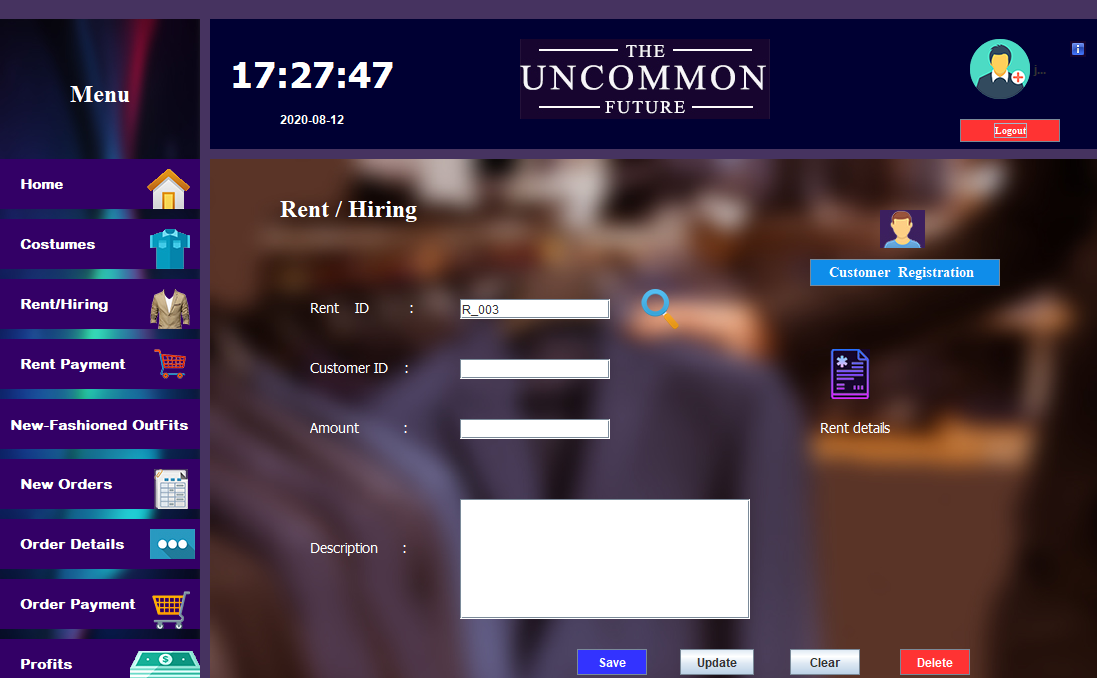 Menu
17:27:47
2020-08-12
THE
UNCOMMON
FUTURE
j...
i
Logout
Home
Costumes
Rent/Hiring
Rent Payment
New-Fashioned OutFits
New Orders
Order Details
Order Payment
Profits
Rent / Hiring
Customer Registration
Rent ID : R_003
Customer ID :
Amount :
Rent details
Description :
Save Update Clear Delete